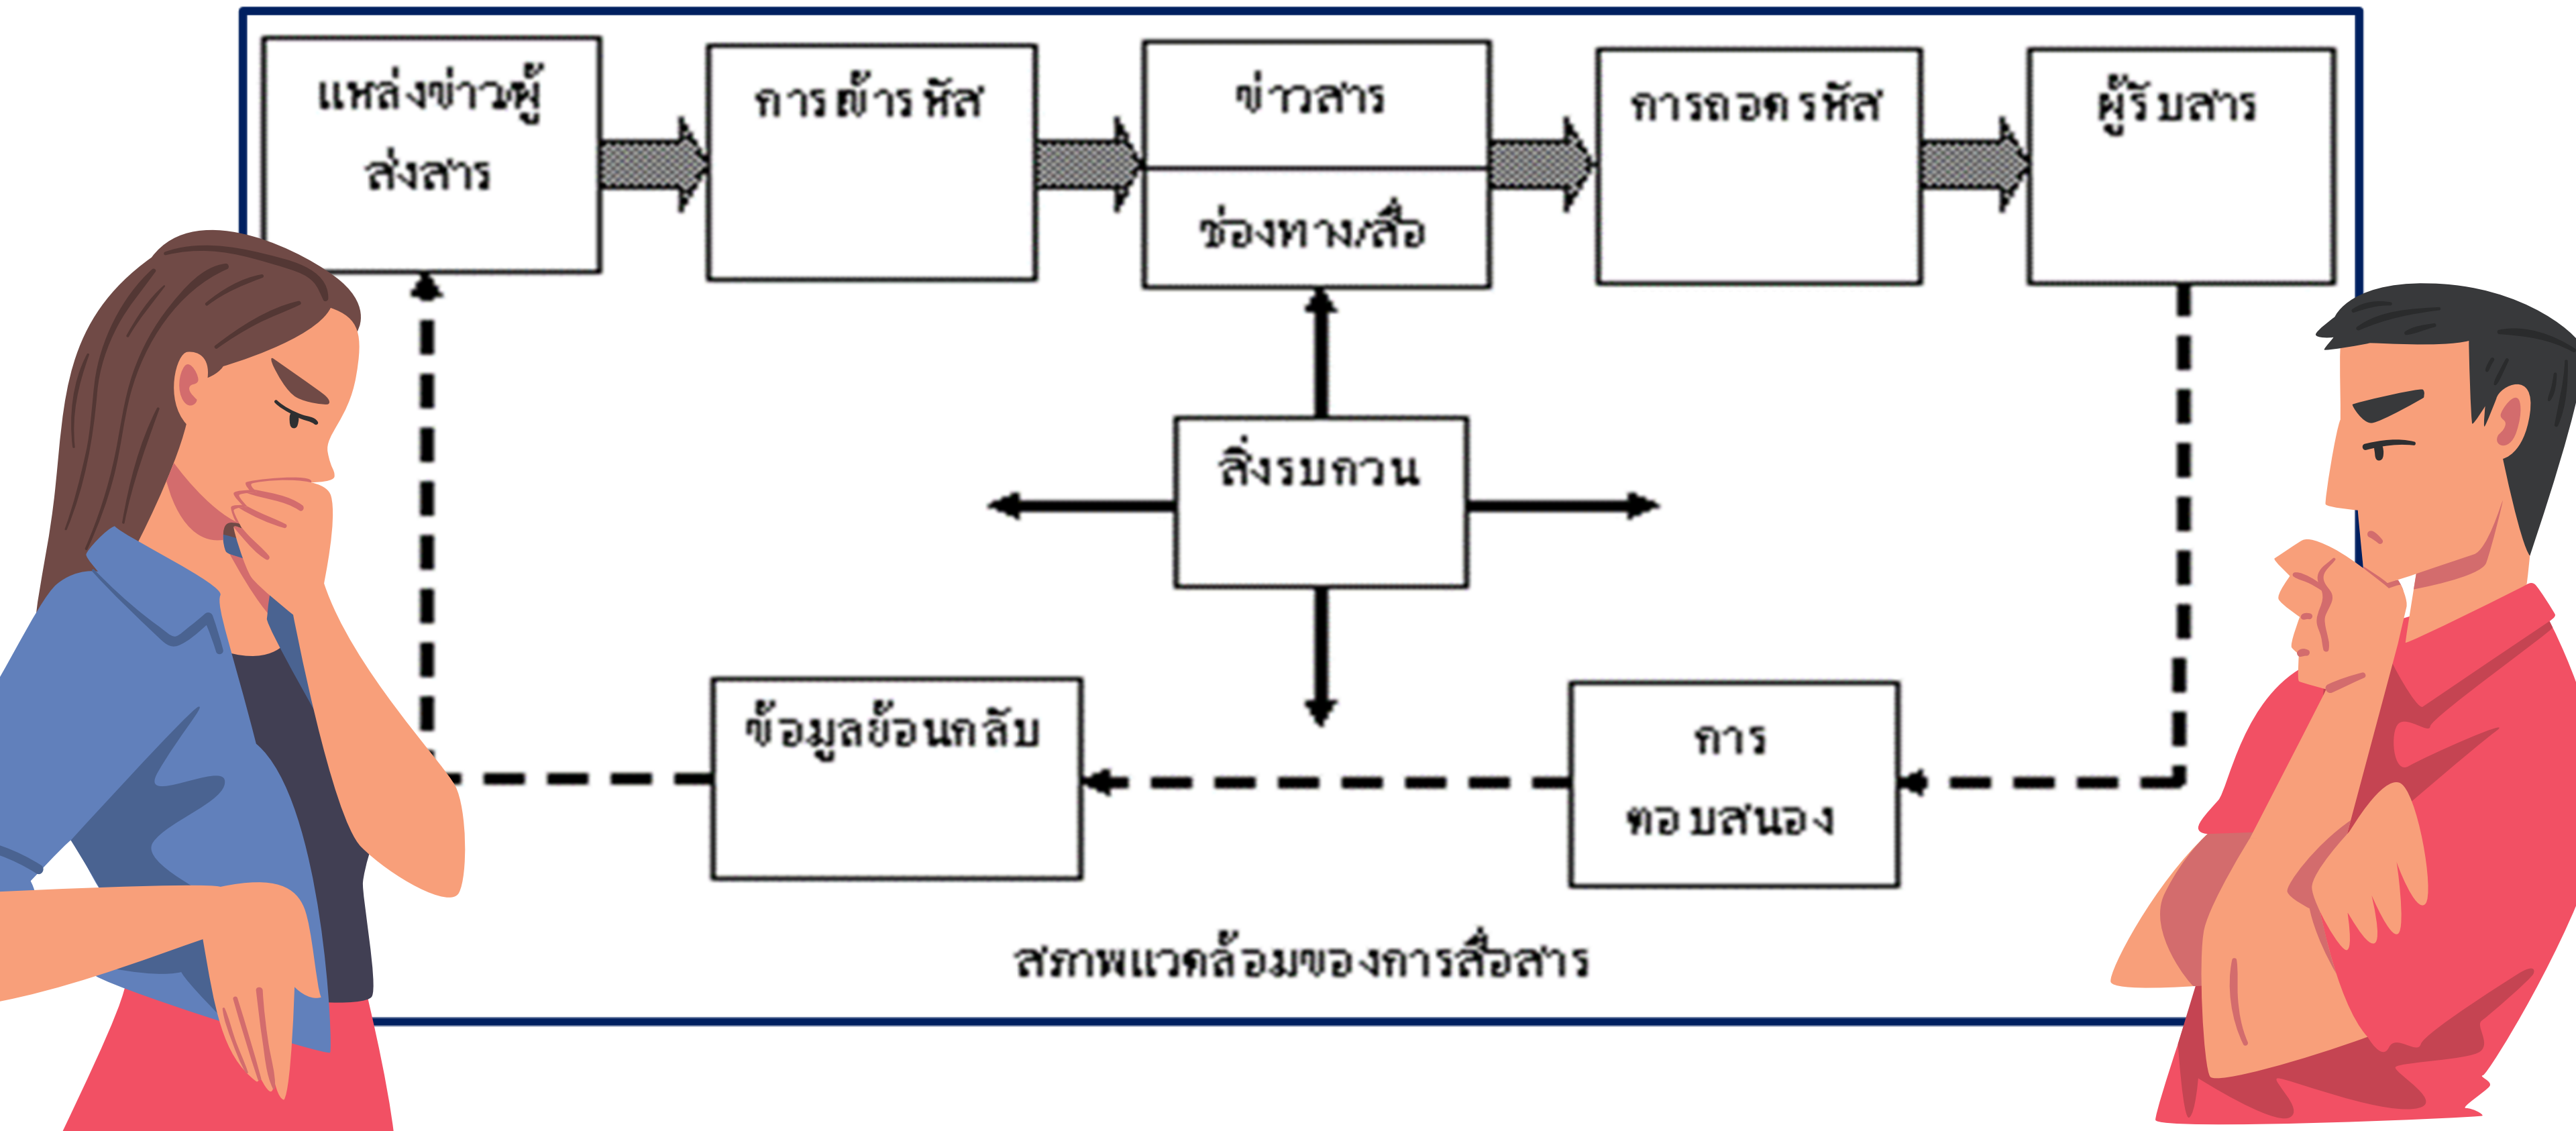 แหล่งข่าว/ผู้
ส่งสาร
การเข้ารหัส
ข่าวสาร
ช่องทาง/สื่อ
การถอดรหัส
ผู้รับสาร
สิ่งรบกวน
ข้อมูลย้อนกลับ
การ
ตอบสนอง
สภาพแวดล้อมของการสื่อสาร